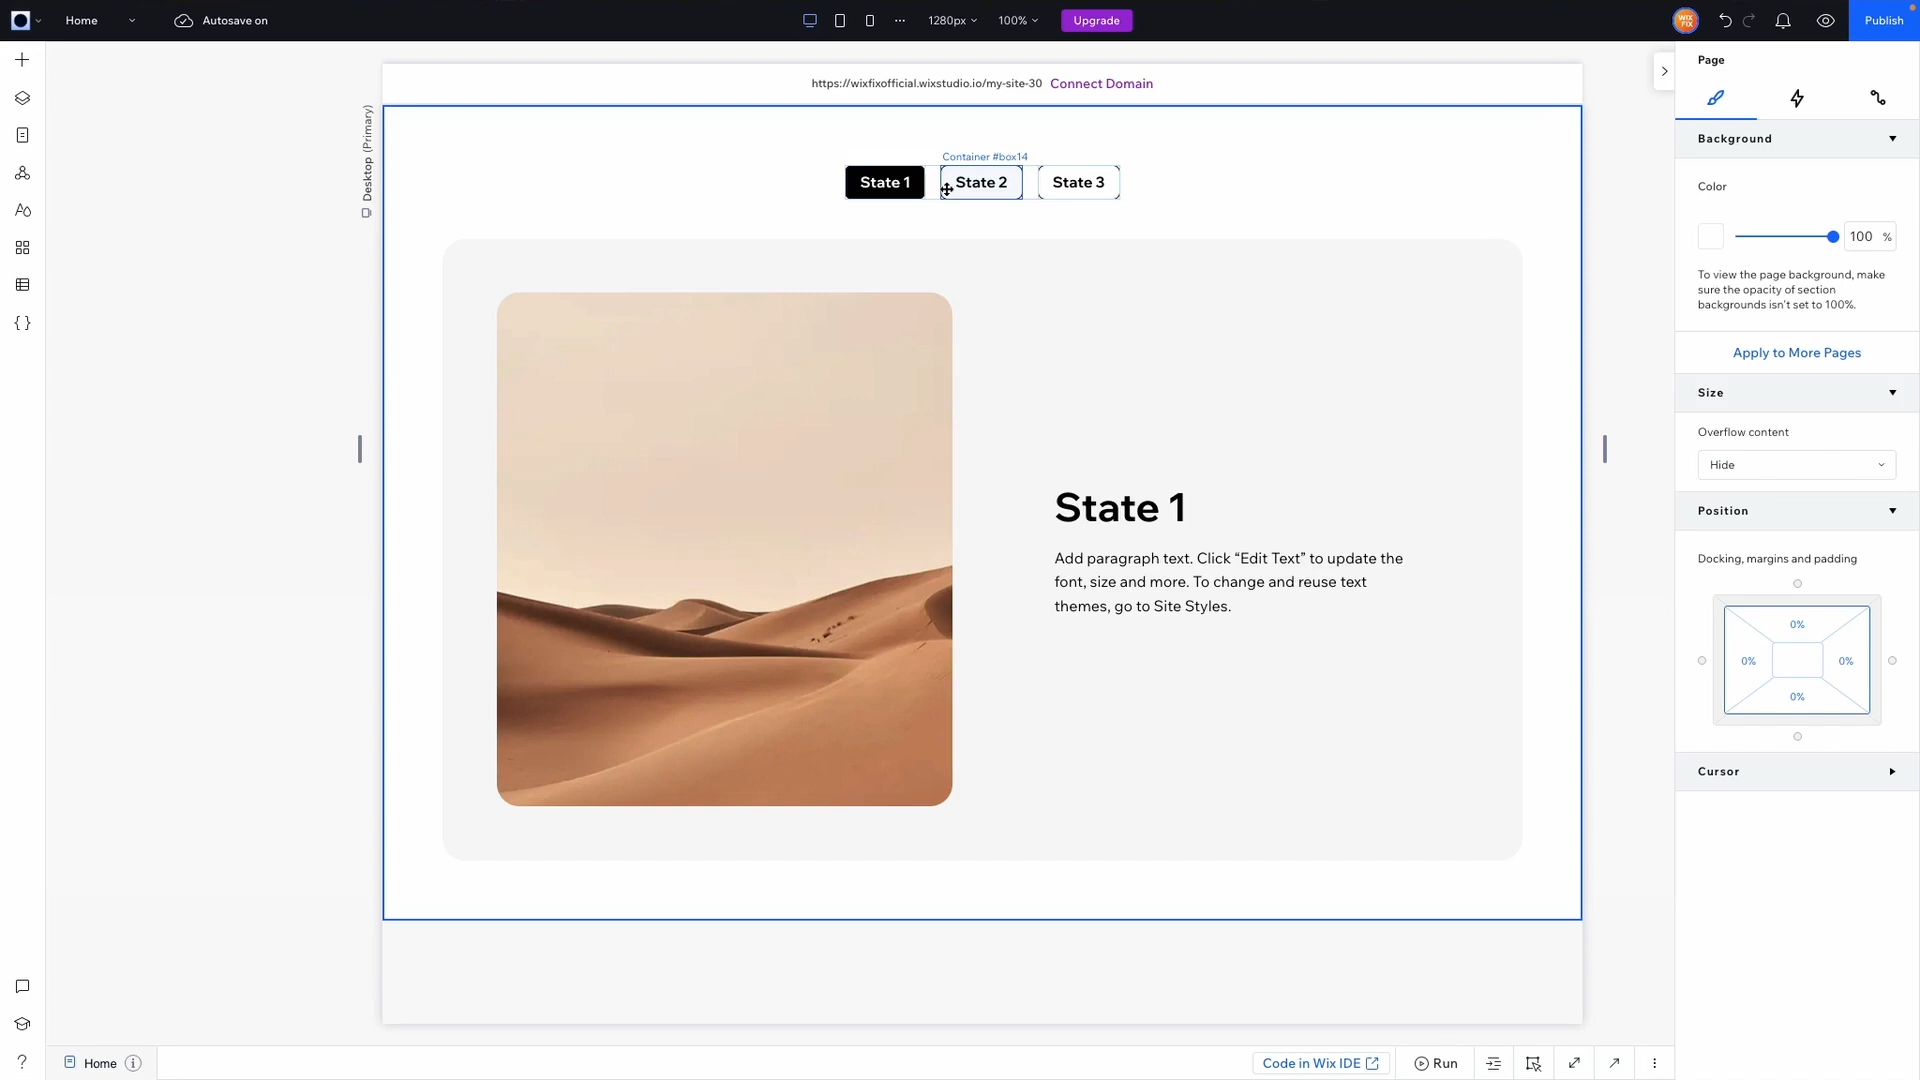 Home
Autosave on
1280px
100%
Upgrade
WIX FIX
Publish
https://wixfixofficial.wixstudio.io/my-site-30 Connect Domain
Desktop (Primary)
Container #box14
State 1
State 2
State 3
State 1
Add paragraph text. Click “Edit Text” to update the
font, size and more. To change and reuse text
themes, go to Site Styles.
Page
Background
Color
100 %
To view the page background, make
sure the opacity of section
backgrounds isn't set to 100%.
Apply to More Pages
Size
Overflow content
Hide
Position
Docking, margins and padding
0%
0%
0%
0%
Cursor
Home
Code in Wix IDE
Run